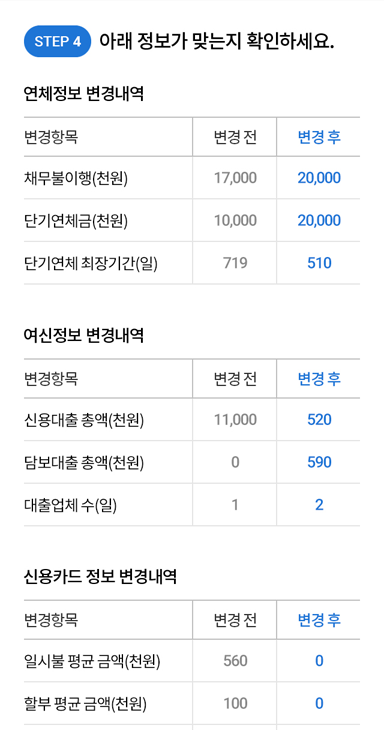 STEP 4 아래 정보가 맞는지 확인하세요.
연체정보 변경내역
변경항목 변경 전 변경 후
채무불이행(천원) 17,000 20,000
단기연체금(천원) 10,000 20,000
단기연체 최장기간(일) 719 510
여신정보 변경내역
변경항목 변경 전 변경 후
신용대출 총액(천원) 11,000 520
담보대출 총액(천원) 0 590
대출업체 수(일) 1 2
신용카드 정보 변경내역
변경항목 변경 전 변경 후
일시불 평균 금액(천원) 560 0
할부 평균 금액(천원) 100 0